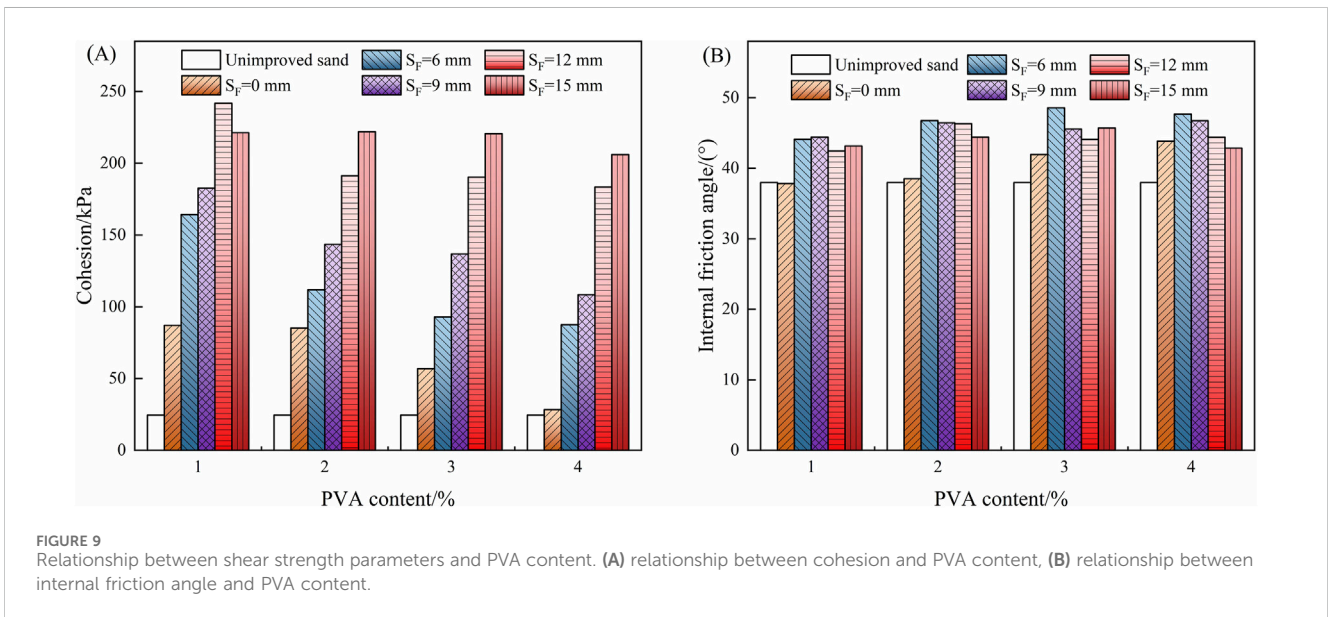 (A)
Unimproved sand
S_F=0 mm
S_F=6 mm
S_F=9 mm
S_F=12 mm
S_F=15 mm
Cohesion/kPa
250
200
150
100
50
0
1 2 3 4
PVA content/%
(B)
Unimproved sand
S_F=0 mm
S_F=6 mm
S_F=9 mm
S_F=12 mm
S_F=15 mm
Internal friction angle/(°)
50
40
30
20
10
0
1 2 3 4
PVA content/%
FIGURE 9
Relationship between shear strength parameters and PVA content. (A) relationship between cohesion and PVA content, (B) relationship between
internal friction angle and PVA content.